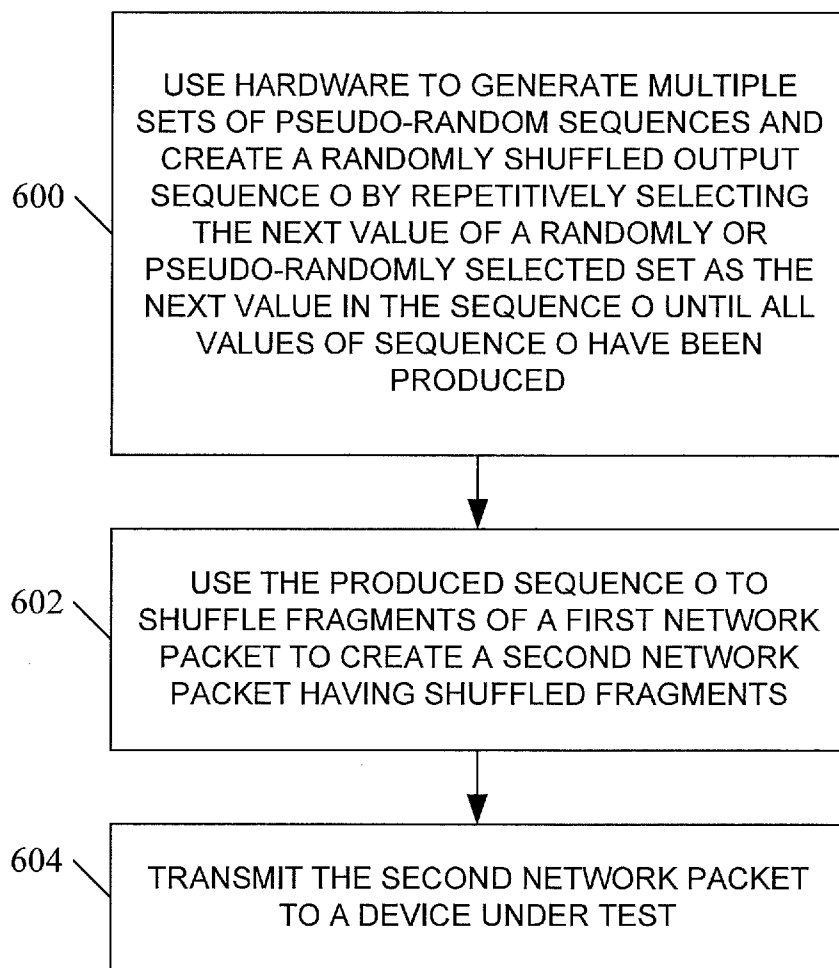 USE HARDWARE TO GENERATE MULTIPLE
SETS OF PSEUDO-RANDOM SEQUENCES AND
CREATE A RANDOMLY SHUFFLED OUTPUT
SEQUENCE O BY REPETITIVELY SELECTING
THE NEXT VALUE OF A RANDOMLY OR
PSEUDO-RANDOMLY SELECTED SET AS THE
NEXT VALUE IN THE SEQUENCE O UNTIL ALL
VALUES OF SEQUENCE O HAVE BEEN
PRODUCED
600
USE THE PRODUCED SEQUENCE O TO
SHUFFLE FRAGMENTS OF A FIRST NETWORK
PACKET TO CREATE A SECOND NETWORK
PACKET HAVING SHUFFLED FRAGMENTS
602
TRANSMIT THE SECOND NETWORK PACKET
TO A DEVICE UNDER TEST
604